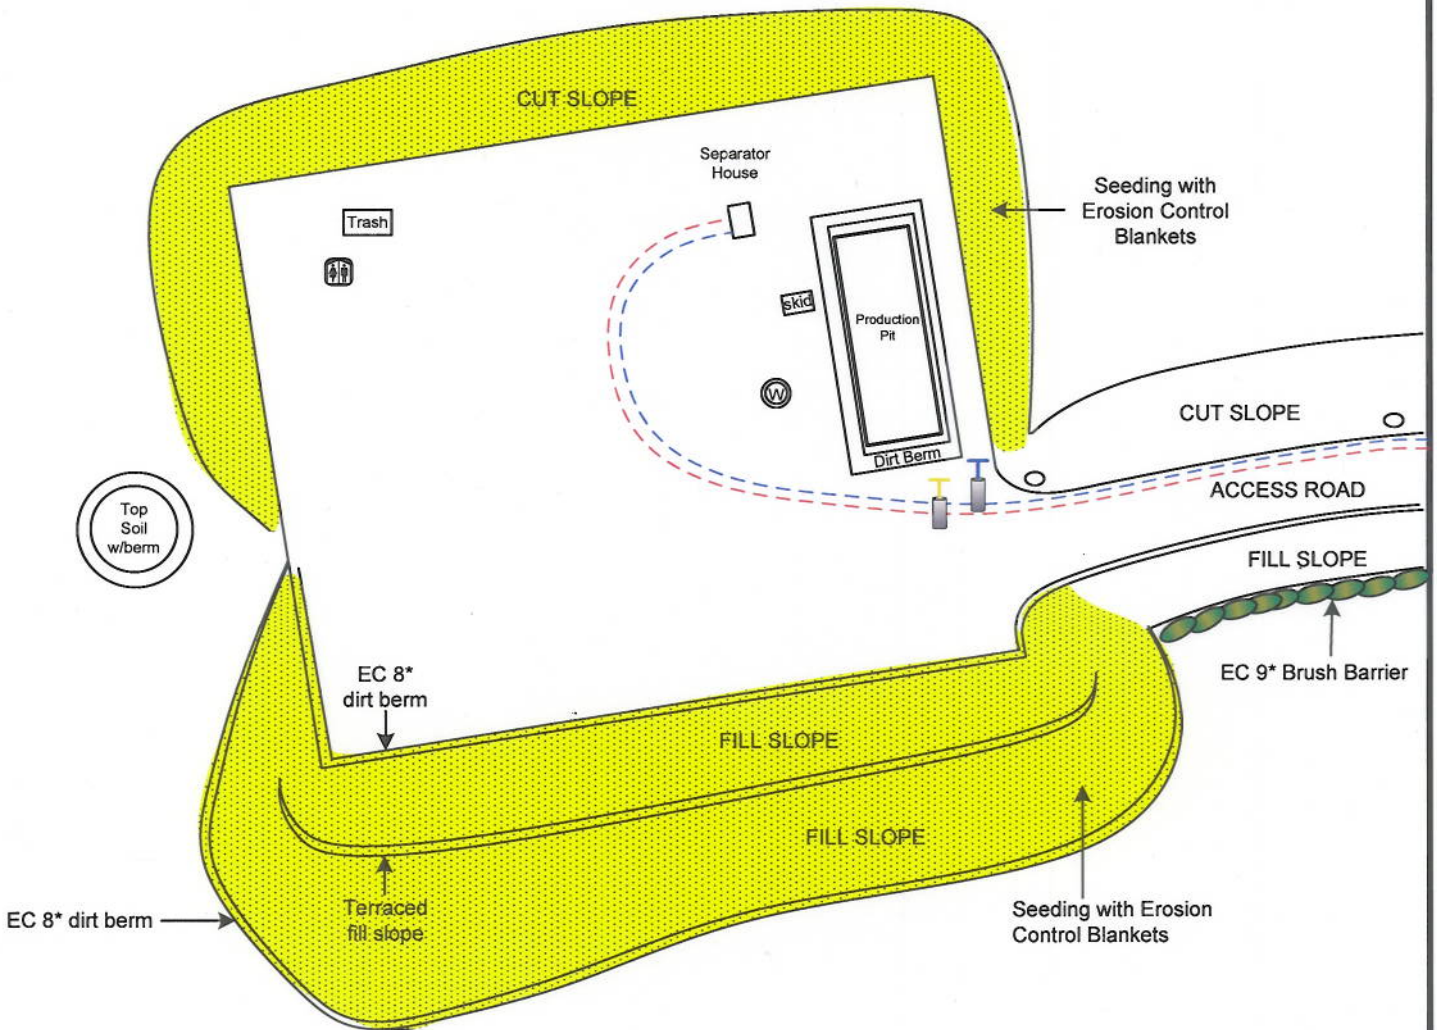 CUT SLOPE
Separator
House
Trash
Seeding with
Erosion Control
Blankets
skid
Production
Pit
W
CUT SLOPE
Dirt Berm
ACCESS ROAD
Top
Soil
w/berm
FILL SLOPE
EC 8*
dirt berm
EC 9* Brush Barrier
FILL SLOPE
FILL SLOPE
Terraced
fill slope
EC 8* dirt berm
Seeding with Erosion
Control Blankets